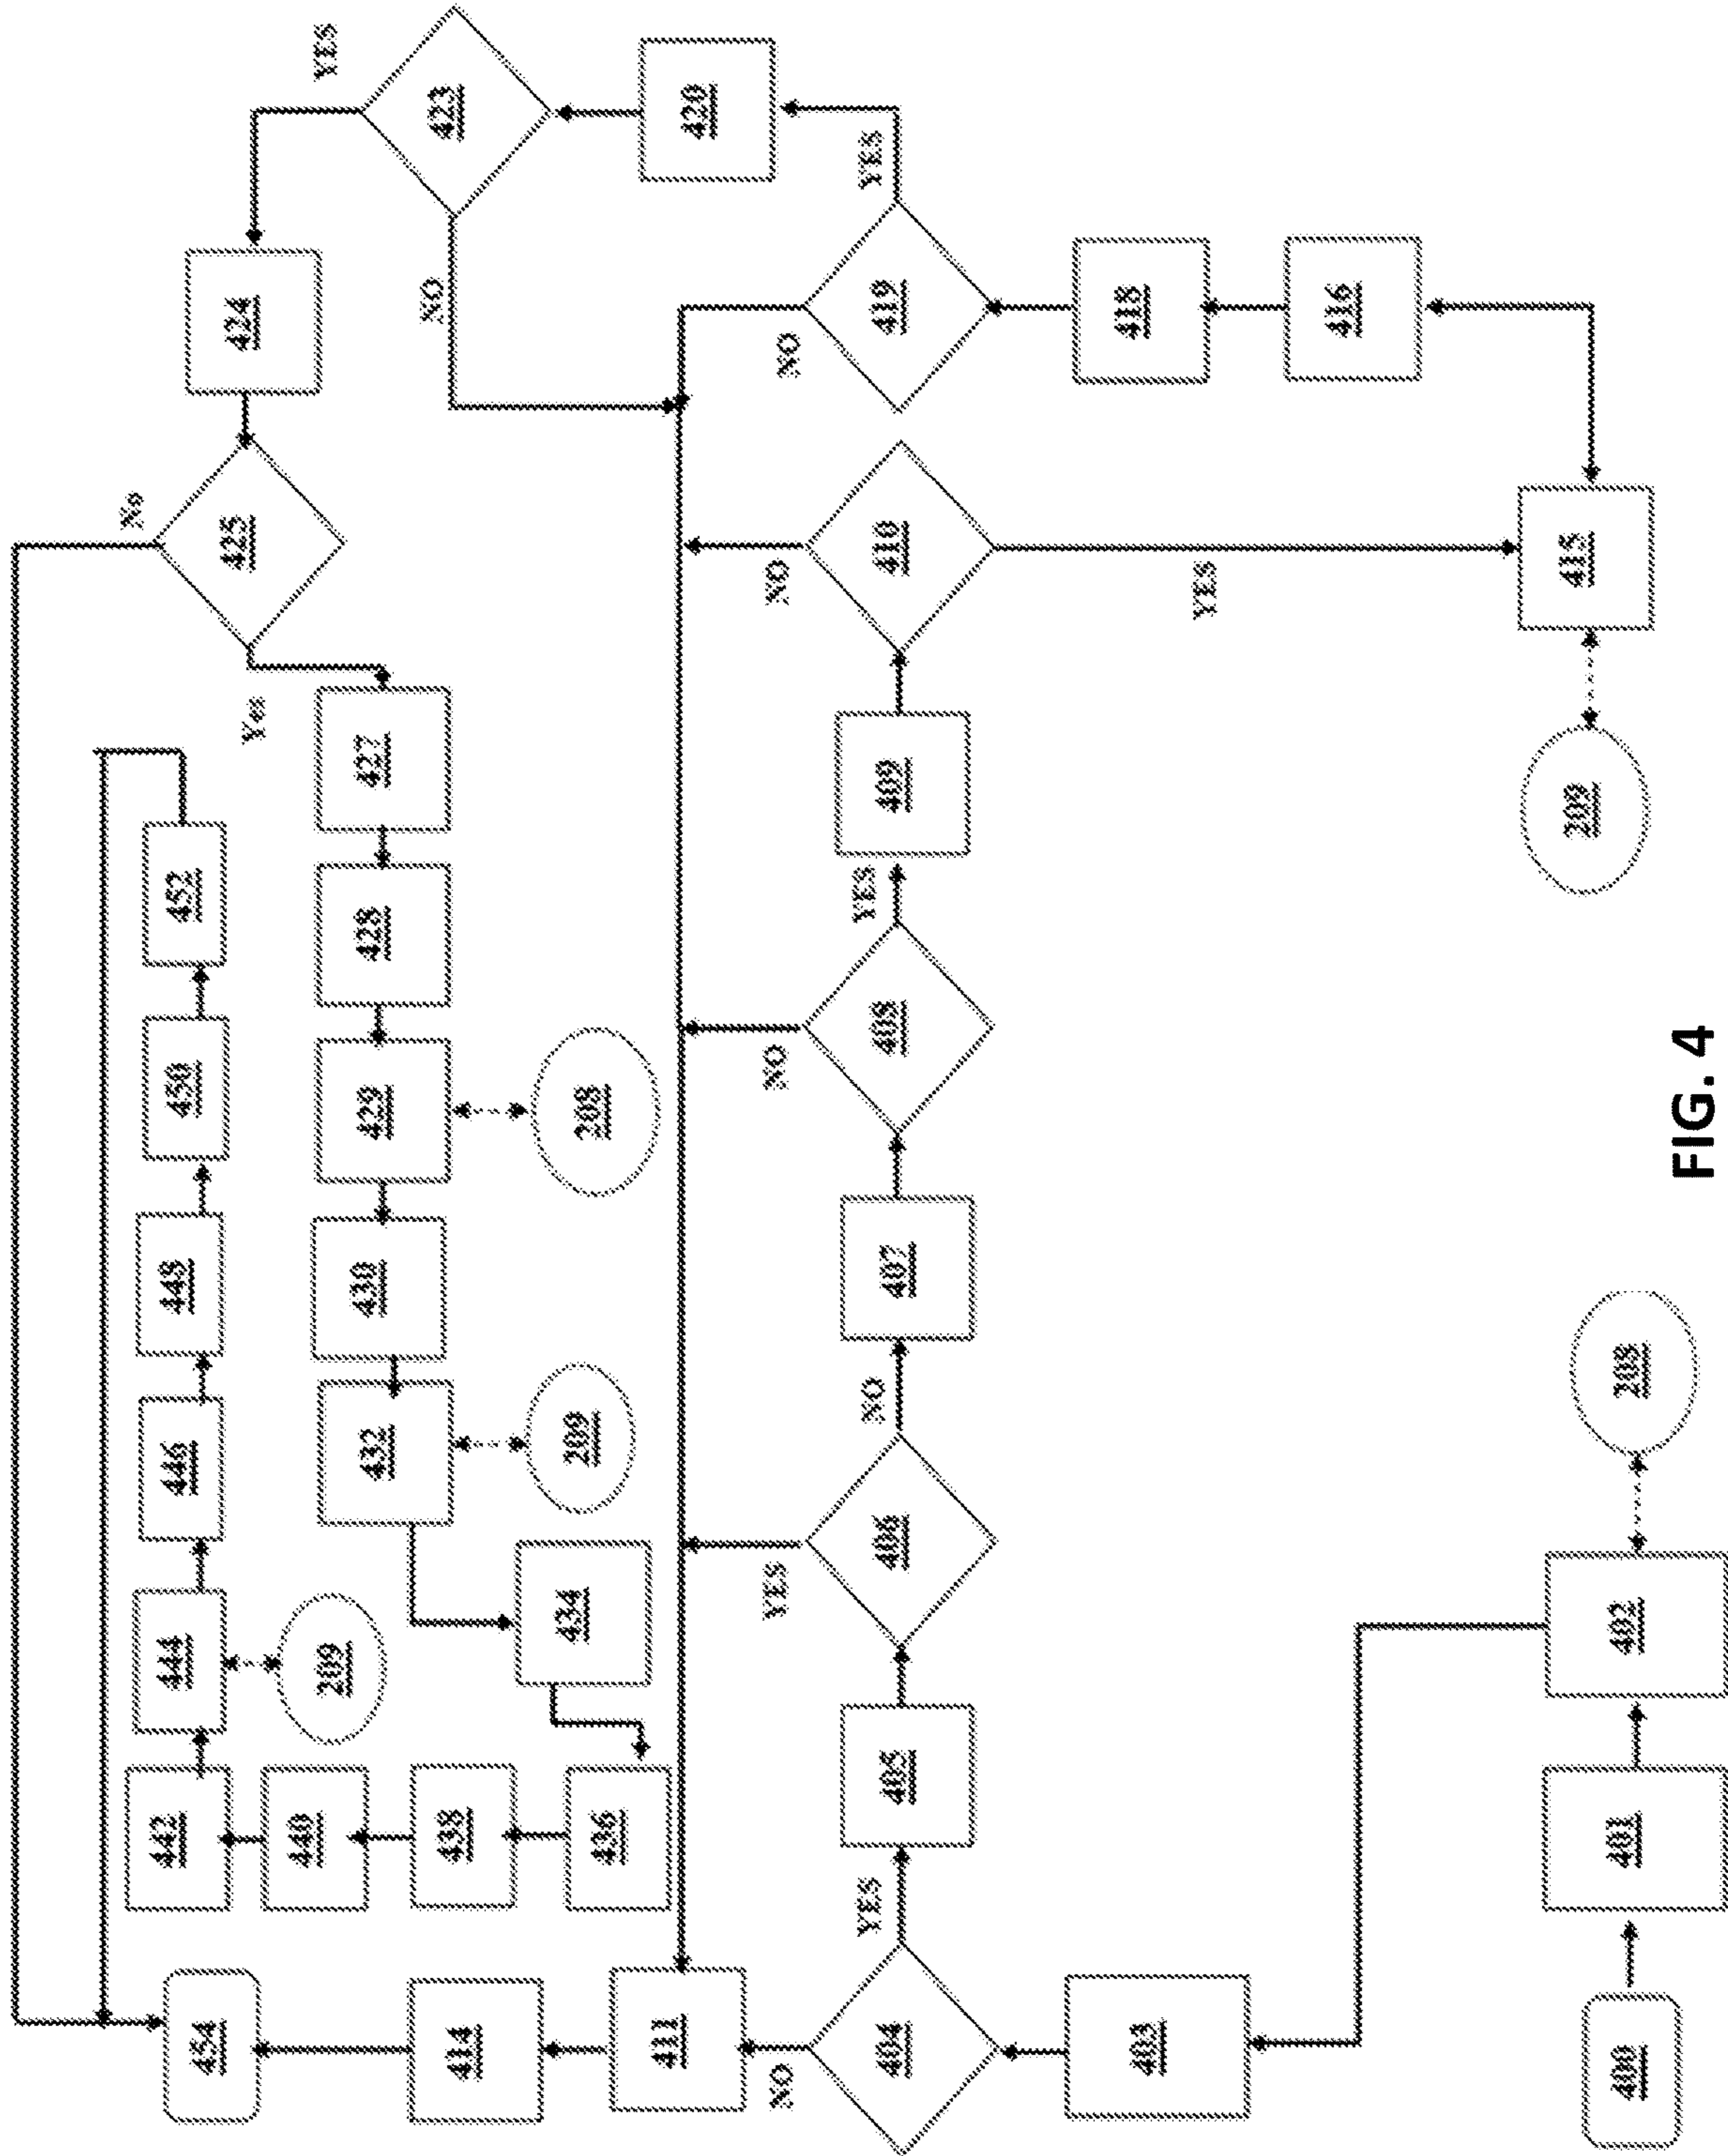 No
454
442
444
446
448
450
452
425
424
Yes
YES
440
209
432
430
429
428
427
414
438
NO
423
436
434
209
208
411
420
NO
YES
NO
NO
NO
YES
NO
YES
YES
404
405
406
407
408
409
410
419
403
418
YES
416
209
415
400
401
402
208
FIG. 4